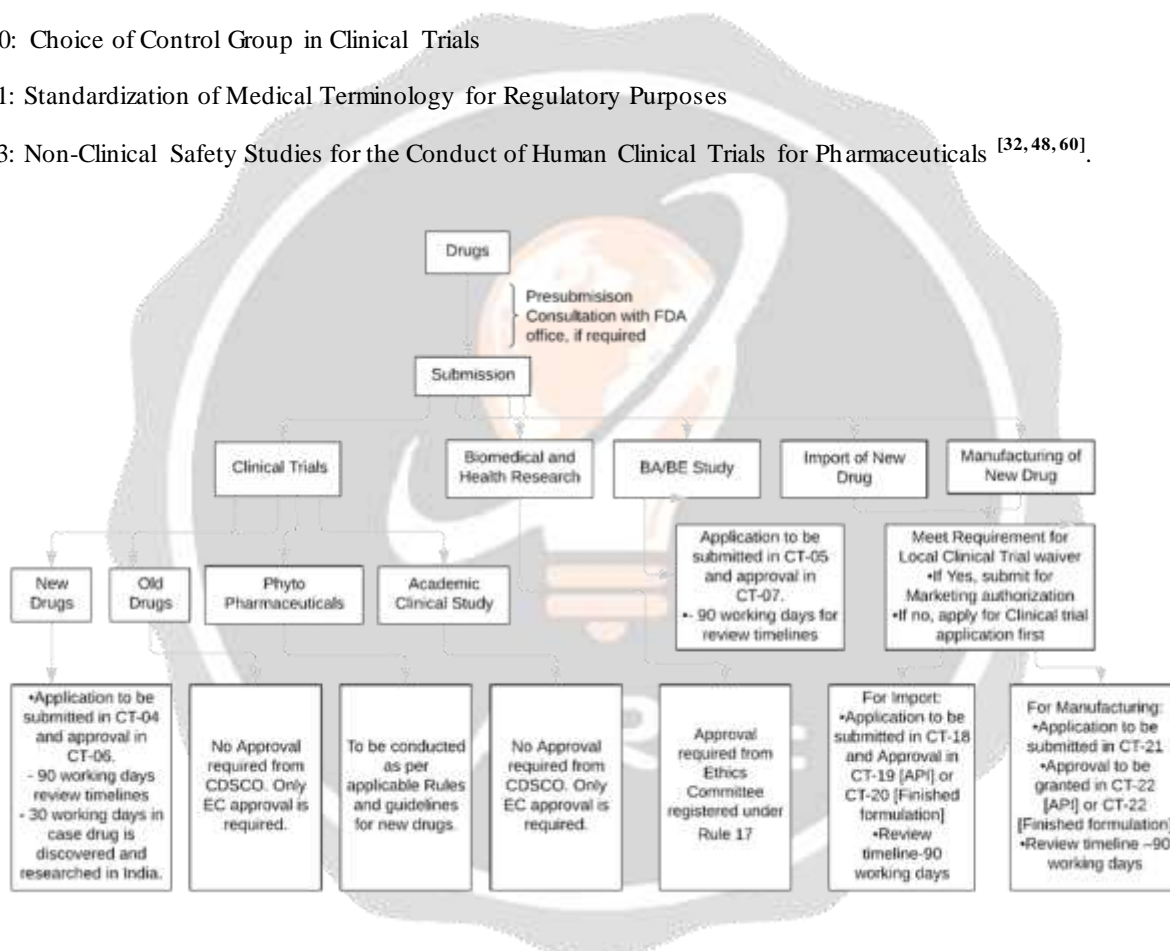 0: Choice of Control Group in Clinical Trials
1: Standardization of Medical Terminology for Regulatory Purposes
3: Non-Clinical Safety Studies for the Conduct of Human Clinical Trials for Pharmaceuticals [32, 48, 60].
Drugs
Presubmisison
Consultation with FDA
office, if required
Submission
Clinical Trials
Biomedical and
Health Research
BA/BE Study
Import of New
Drug
Manufacturing of
New Drug
New
Drugs
Old
Drugs
Phyto
Pharmaceuticals
Academic
Clinical Study
Application to be
submitted in CT-05
and approval in
CT-07.
•- 90 working days for
review timelines
Meet Requirement for
Local Clinical Trial waiver
•If Yes, submit for
Marketing authorization
•If no, apply for Clinical trial
application first
•Application to be
submitted in CT-04
and approval in
CT-06.
- 90 working days
review timelines
- 30 working days in
case drug is
discovered and
researched in India.
No Approval
required from
CDSCO. Only
EC approval is
required.
To be conducted
as per
applicable Rules
and guidelines
for new drugs.
No Approval
required from
CDSCO. Only
EC approval is
required.
Approval
required from
Ethics
Committee
registered under
Rule 17
For Import:
•Application to be
submitted in CT-18
and Approval in
CT-19 [API] or
CT-20 [Finished
formulation]
•Review
timeline-90
working days
For Manufacturing:
•Application to be
submitted in CT-21
•Approval to be
granted in CT-22
[API] or CT-22
[Finished formulation]
•Review timeline –90
working days